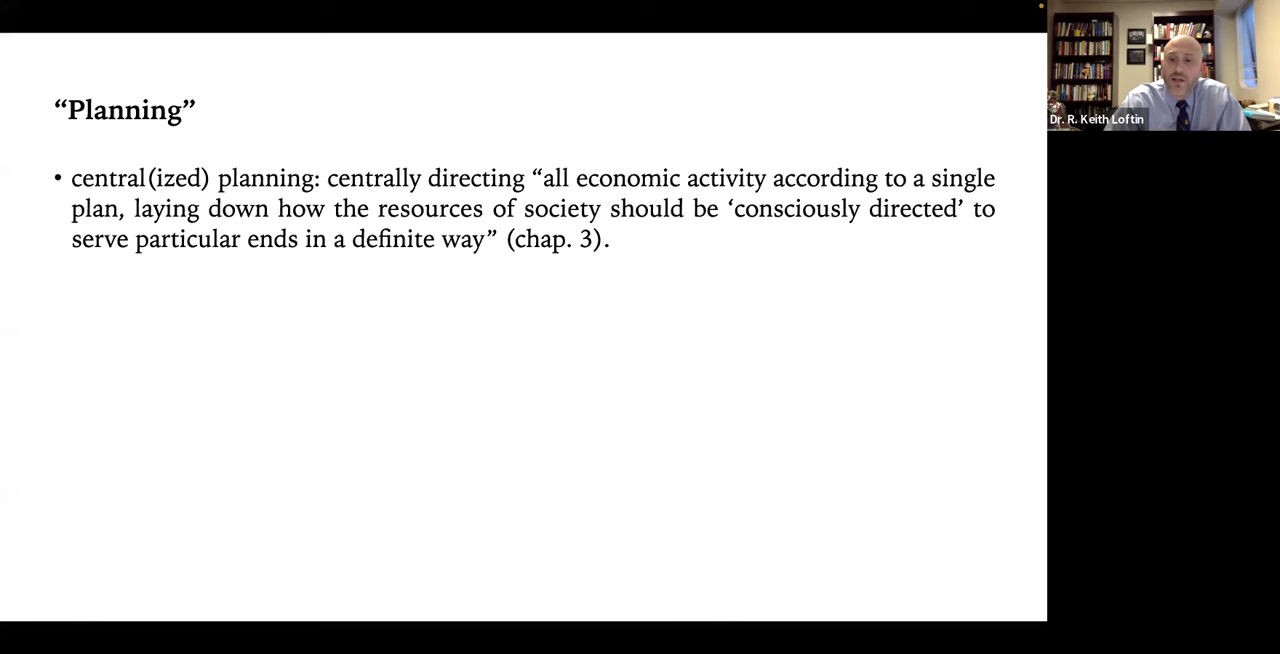 “Planning”
• central(ized) planning: centrally directing “all economic activity according to a single
plan, laying down how the resources of society should be ‘consciously directed’ to
serve particular ends in a definite way” (chap. 3).
Dr. R. Keith Loftin